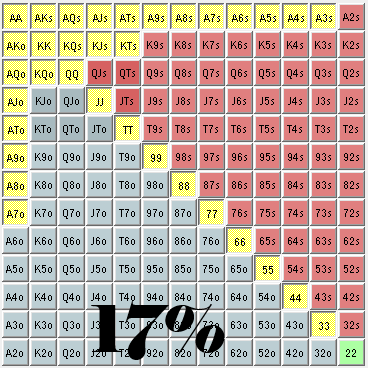 AA AKs AQs AJs ATs A9s A8s A7s A6s A5s A4s A3s A2s
AKo KK KQs KJs KTs K9s K8s K7s K6s K5s K4s K3s K2s
AQo KQo QQ QJs QTs Q9s Q8s Q7s Q6s Q5s Q4s Q3s Q2s
AJo KJo QJo JJ JTs J9s J8s J7s J6s J5s J4s J3s J2s
ATo KTo QTo JTo TT T9s T8s T7s T6s T5s T4s T3s T2s
A9o K9o Q9o J9o T9o 99 98s 97s 96s 95s 94s 93s 92s
A8o K8o Q8o J8o T8o 98o 88 87s 86s 85s 84s 83s 82s
A7o K7o Q7o J7o T7o 97o 87o 77 76s 75s 74s 73s 72s
A6o K6o Q6o J6o T6o 96o 86o 76o 66 65s 64s 63s 62s
A5o K5o Q5o J5o T5o 95o 85o 75o 65o 55 54s 53s 52s
A4o K4o Q4o J4o T4o 94o 84o 74o 64o 54o 44 43s 42s
A3o K3o Q3o 73o 63o 53o 43o 33 32s
A2o K2o Q2o J2o 92o 82o 72o 62o 52o 42o 32o 22
17%